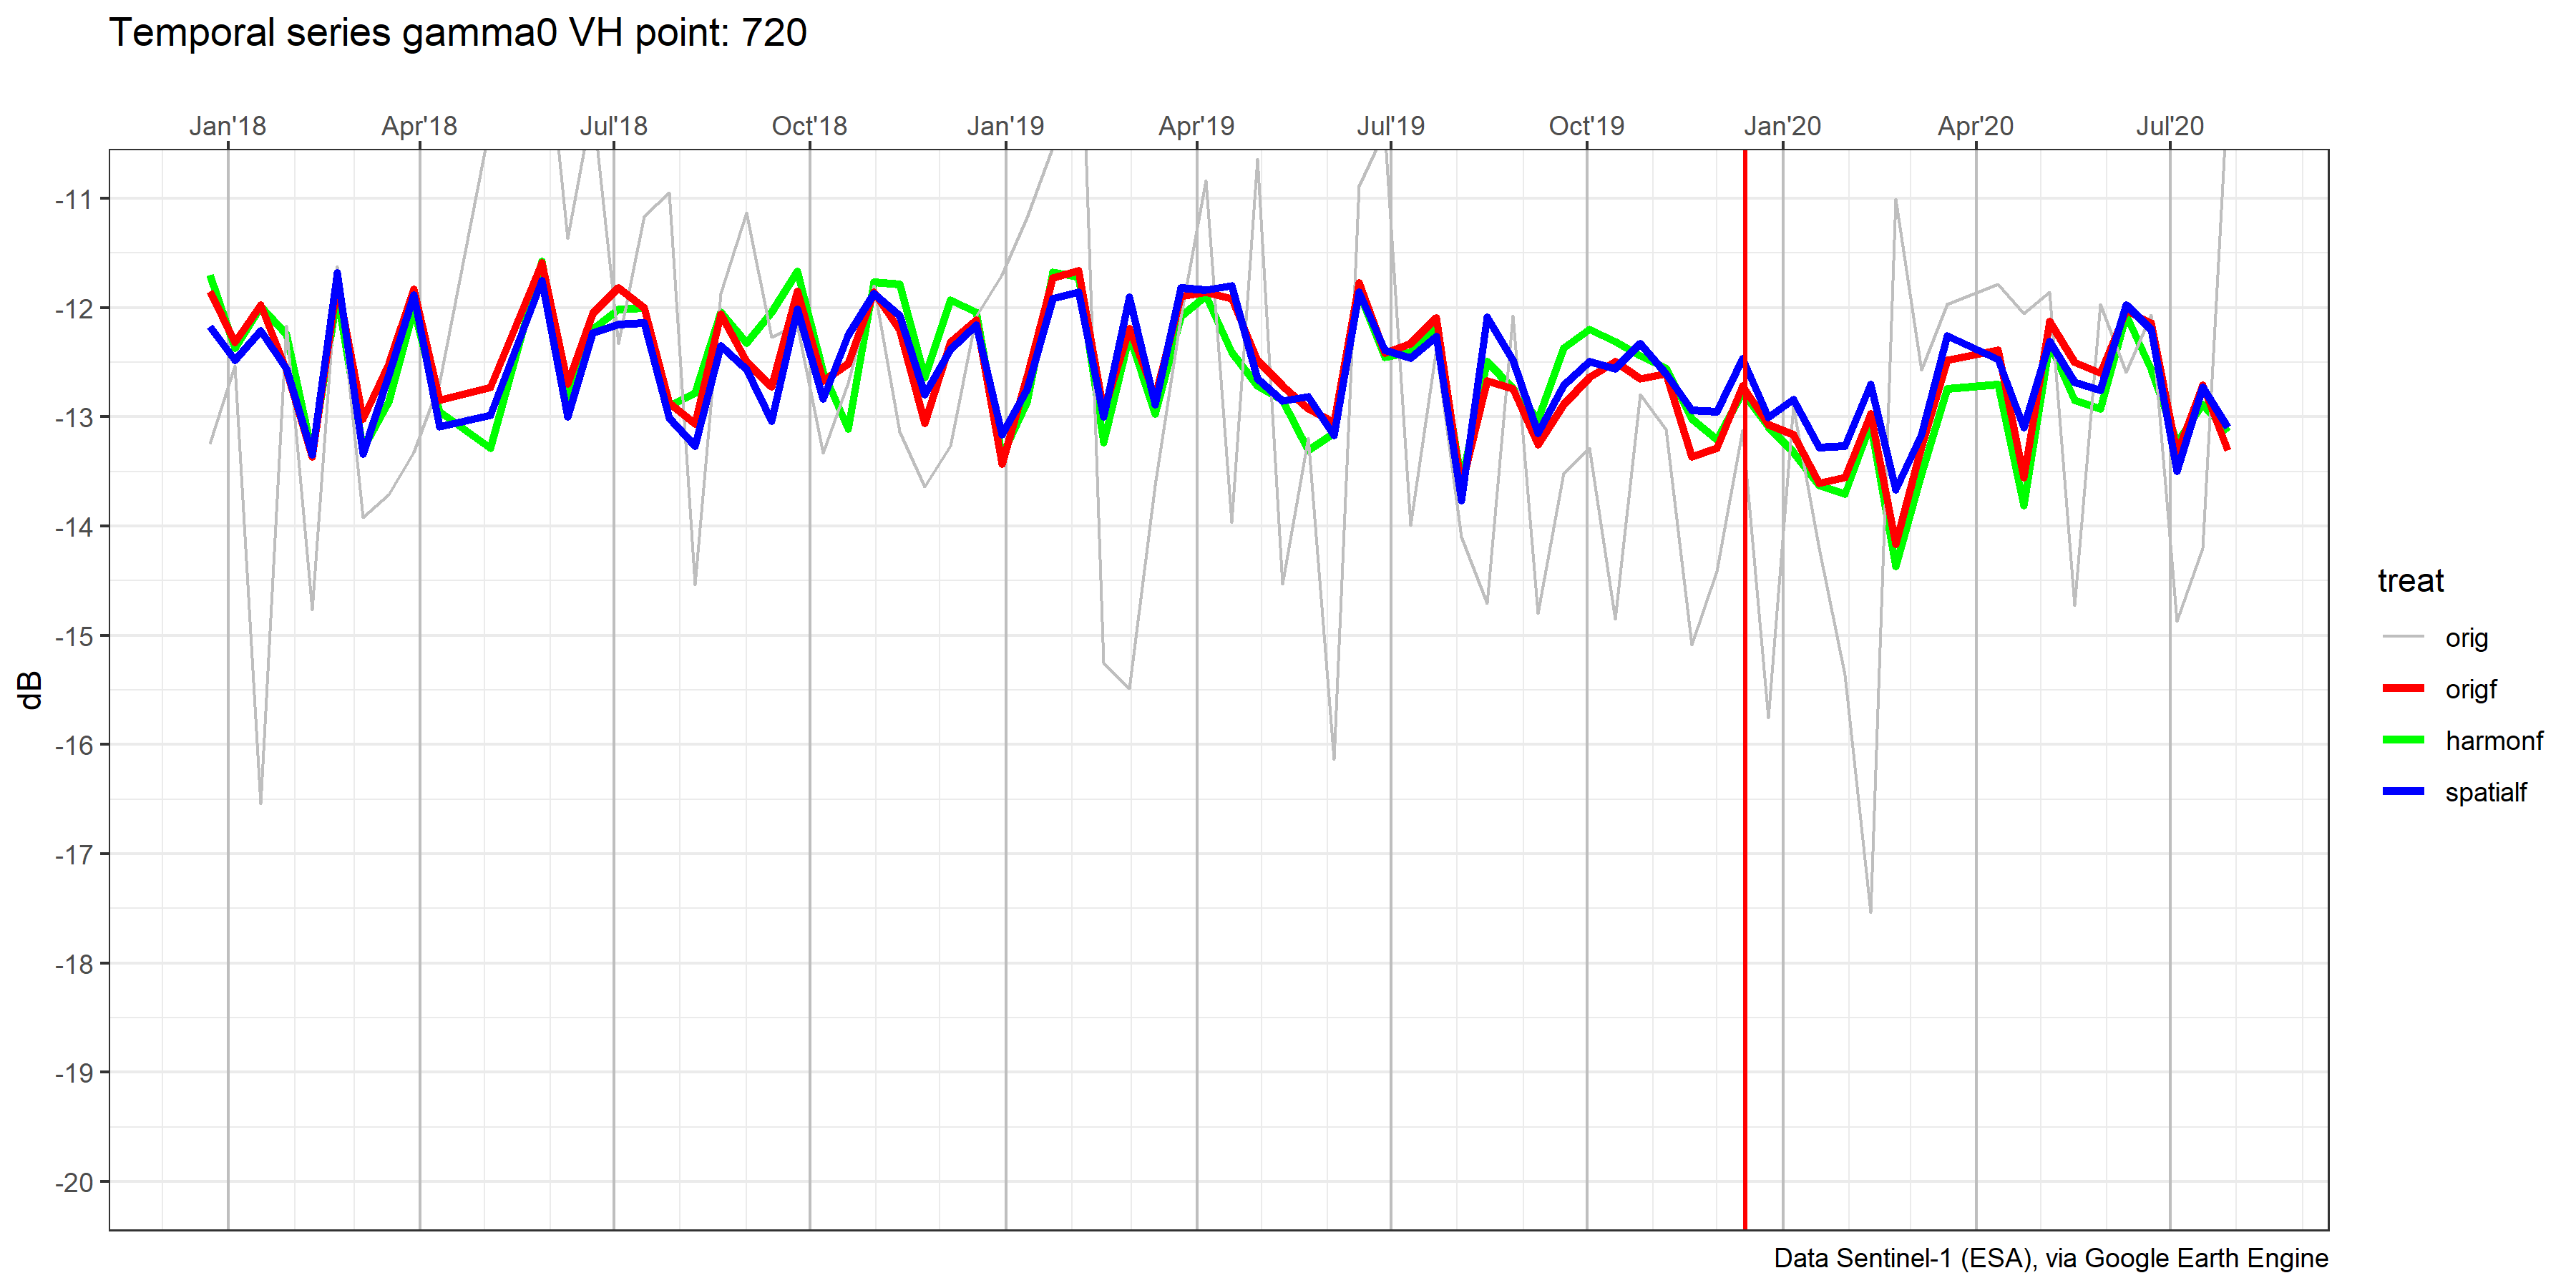 Temporal series gamma0 VH point: 720
Jan'18 Apr'18 Jul'18 Oct'18 Jan'19 Apr'19 Jul'19 Oct'19 Jan'20 Apr'20 Jul'20
-11
-12
-13
-14
-15
-16
-17
-18
-19
-20
dB
treat
orig
origf
harmonf
spatialf
Data Sentinel-1 (ESA), via Google Earth Engine